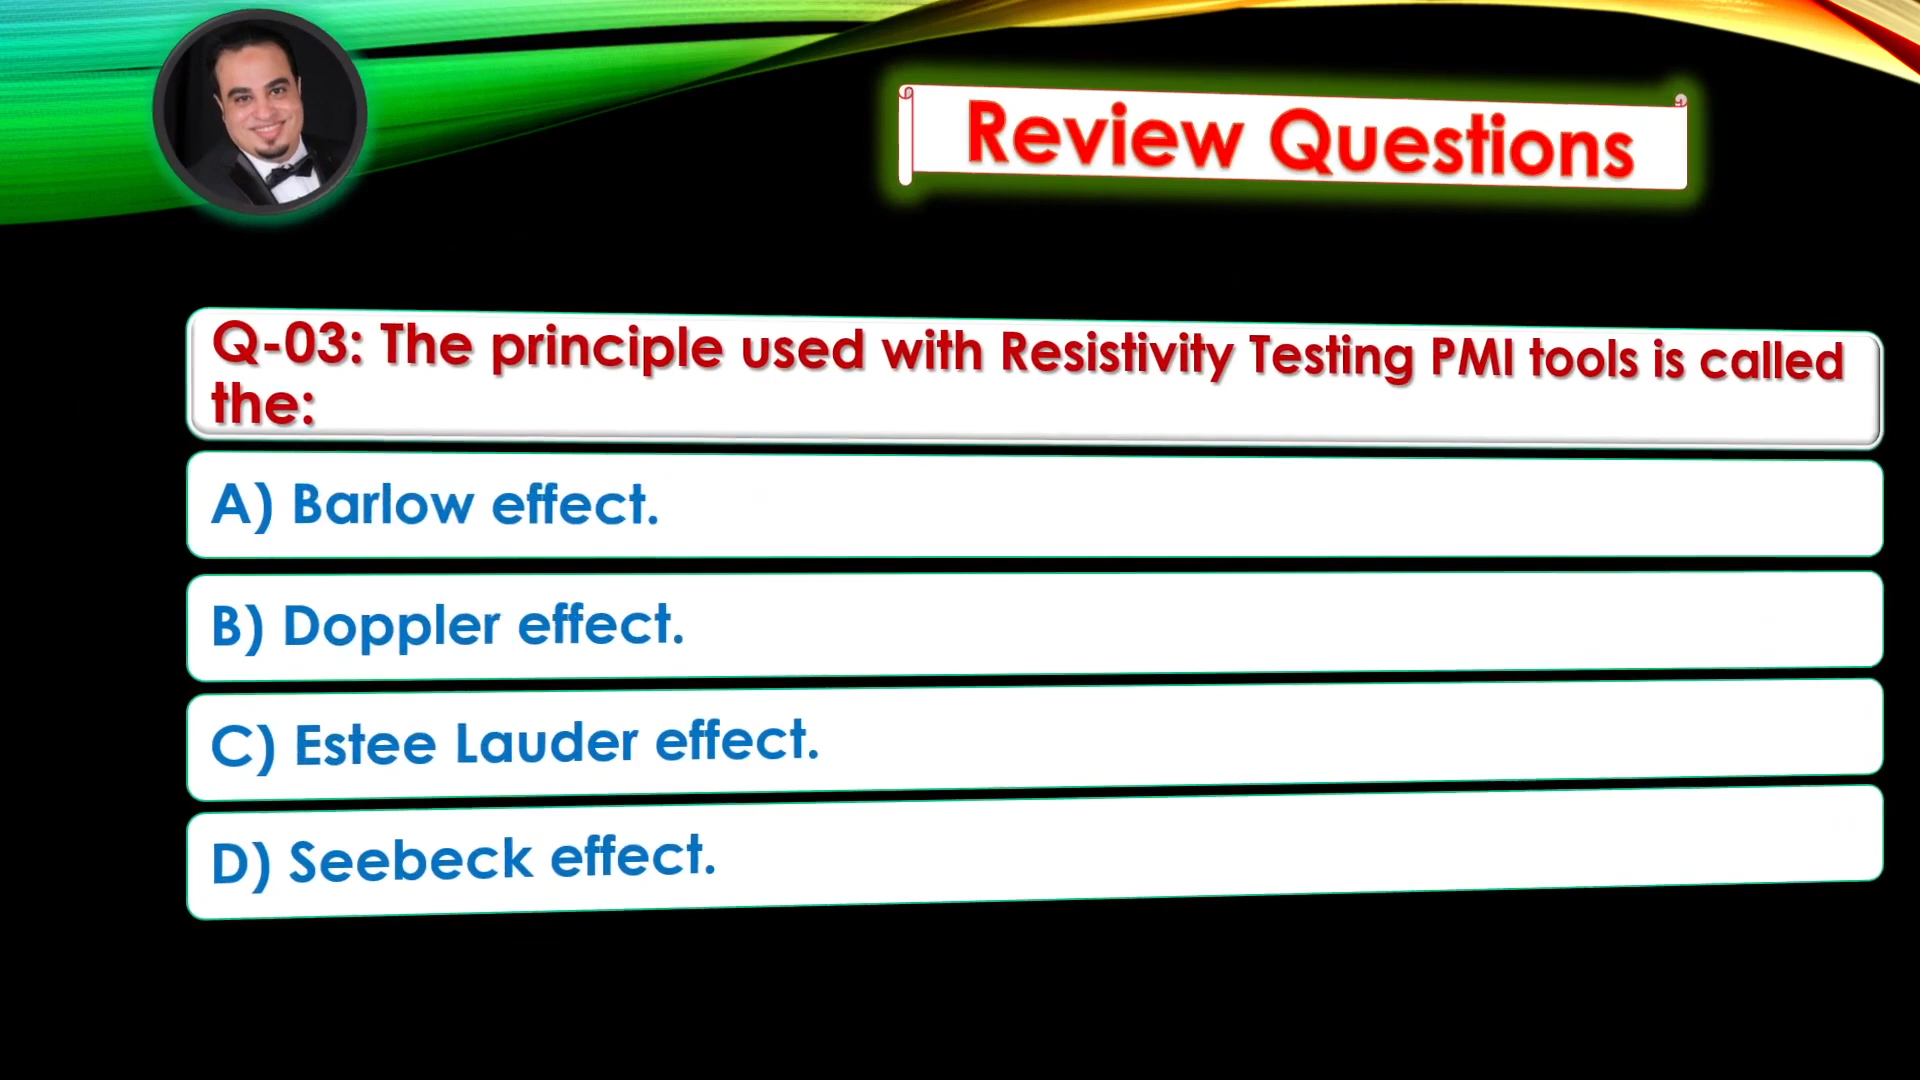 Review Questions
Q-03: The principle used with Resistivity Testing PMI tools is called
the:
A) Barlow effect.
B) Doppler effect.
C) Estee Lauder effect.
D) Seebeck effect.